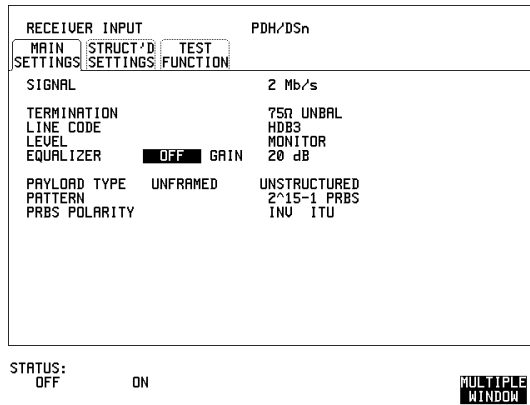 RECEIVER INPUT PDH/DSn
MAIN SETTINGS STRUCT'D SETTINGS TEST FUNCTION
SIGNAL 2 Mb/s
TERMINATION 75Ω UNBAL
LINE CODE HDB3
LEVEL MONITOR
EQUALIZER OFF GAIN 20 dB
PAYLOAD TYPE UNFRAMED UNSTRUCTURED
PATTERN 2^15-1 PRBS
PRBS POLARITY INV ITU
STATUS:
OFF ON MULTIPLE WINDOW